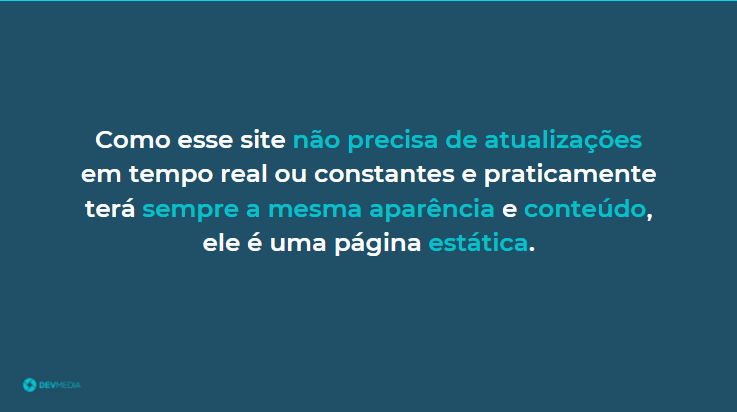 Como esse site não precisa de atualizações
em tempo real ou constantes e praticamente
terá sempre a mesma aparência e conteúdo,
ele é uma página estática.
DEVMEDIA